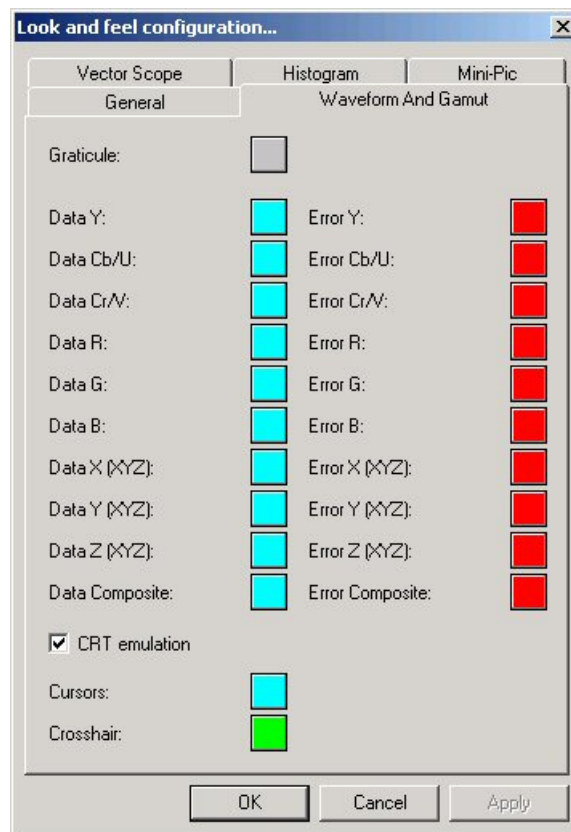 Look and feel configuration...
Vector Scope Histogram Mini-Pic
General Waveform And Gamut
Graticule:
Data Y: Error Y:
Data Cb/U: Error Cb/U:
Data Cr/V: Error Cr/V:
Data R: Error R:
Data G: Error G:
Data B: Error B:
Data X (XYZ): Error X (XYZ):
Data Y (XYZ): Error Y (XYZ):
Data Z (XYZ): Error Z (XYZ):
Data Composite: Error Composite:
CRT emulation
Cursors:
Crosshair:
OK Cancel Apply